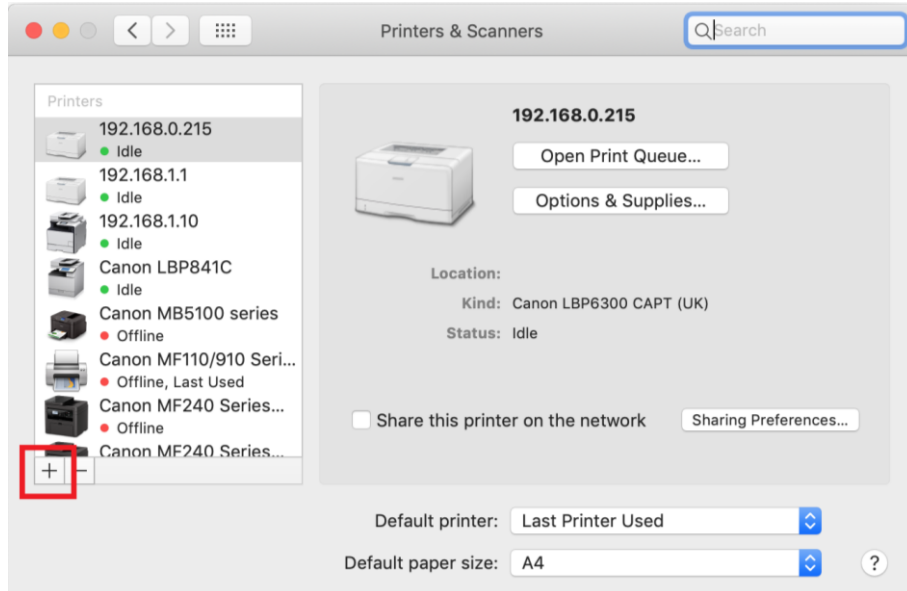 Printers & Scanners
Search
Printers
192.168.0.215
Idle
192.168.1.1
Idle
192.168.1.10
Idle
Canon LBP841C
Idle
Canon MB5100 series
Offline
Canon MF110/910 Seri...
Offline, Last Used
Canon MF240 Series...
Offline
Canon MF240 Series...
+ −
192.168.0.215
Open Print Queue...
Options & Supplies...
Location:
Kind: Canon LBP6300 CAPT (UK)
Status: Idle
Share this printer on the network
Sharing Preferences...
Default printer: Last Printer Used
Default paper size: A4
?